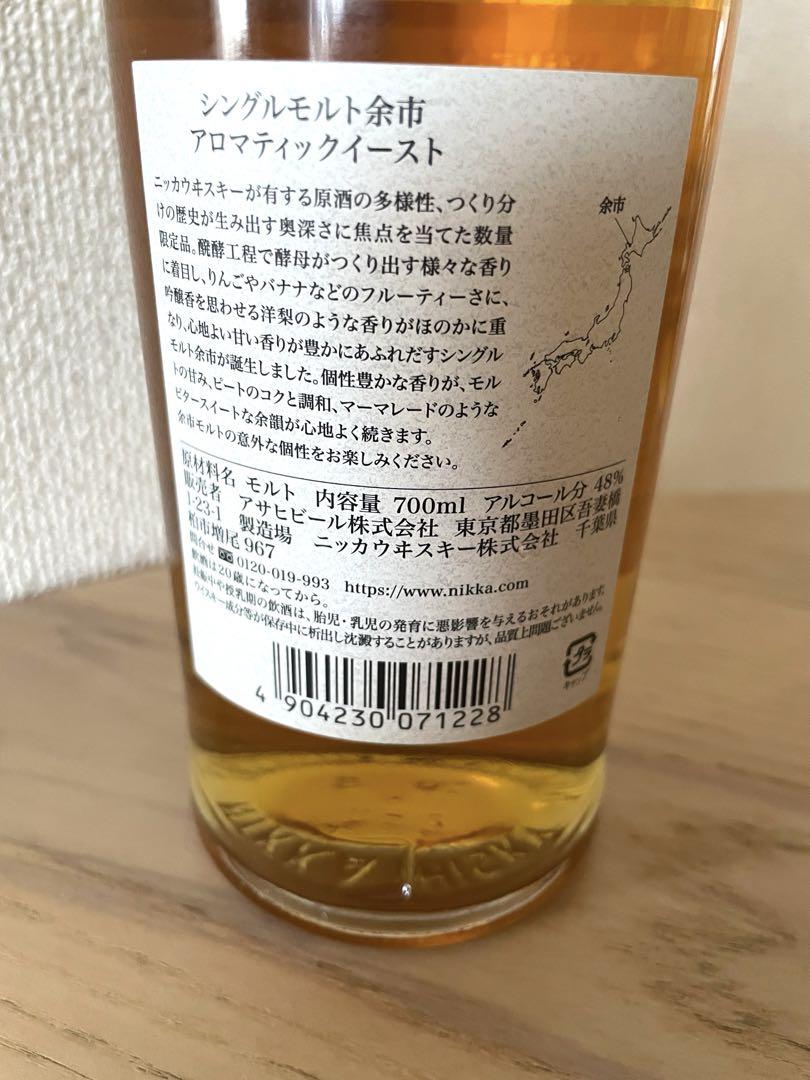 シングルモルト余市
アロマティックイースト
ニッカウヰスキーが有する原酒の多様性、つくり分
けの歴史が生み出す奥深さに焦点を当てた数量
限定品。醗酵工程で酵母がつくり出す様々な香り
に着目し、りんごやバナナなどのフルーティーさに、
吟醸香を思わせる洋梨のような香りがほのかに重
なり、心地よい甘い香りが豊かにあふれだすシングル
モルト余市が誕生しました。個性豊かな香りが、モル
トの甘み、ピートのコクと調和、マーマレードのような
ビタースイートな余韻が心地よく続きます。
余市モルトの意外な個性をお楽しみください。
余市
原材料名 モルト 内容量 700ml アルコール分 48%
販売者 アサヒビール株式会社 東京都墨田区吾妻橋
1-23-1 製造場 ニッカウヰスキー株式会社 千葉県
柏市増尾967
問合せ 0120-019-993 https://www.nikka.com
飲酒は20歳になってから。
妊娠中や授乳期の飲酒は、胎児・乳児の発育に悪影響を与えるおそれがあります。
ウイスキー成分等が保存中に析出し沈澱することがありますが、品質上問題ございません。
プラ
キャップ
4 904230 071228
NIKKA WHISKY